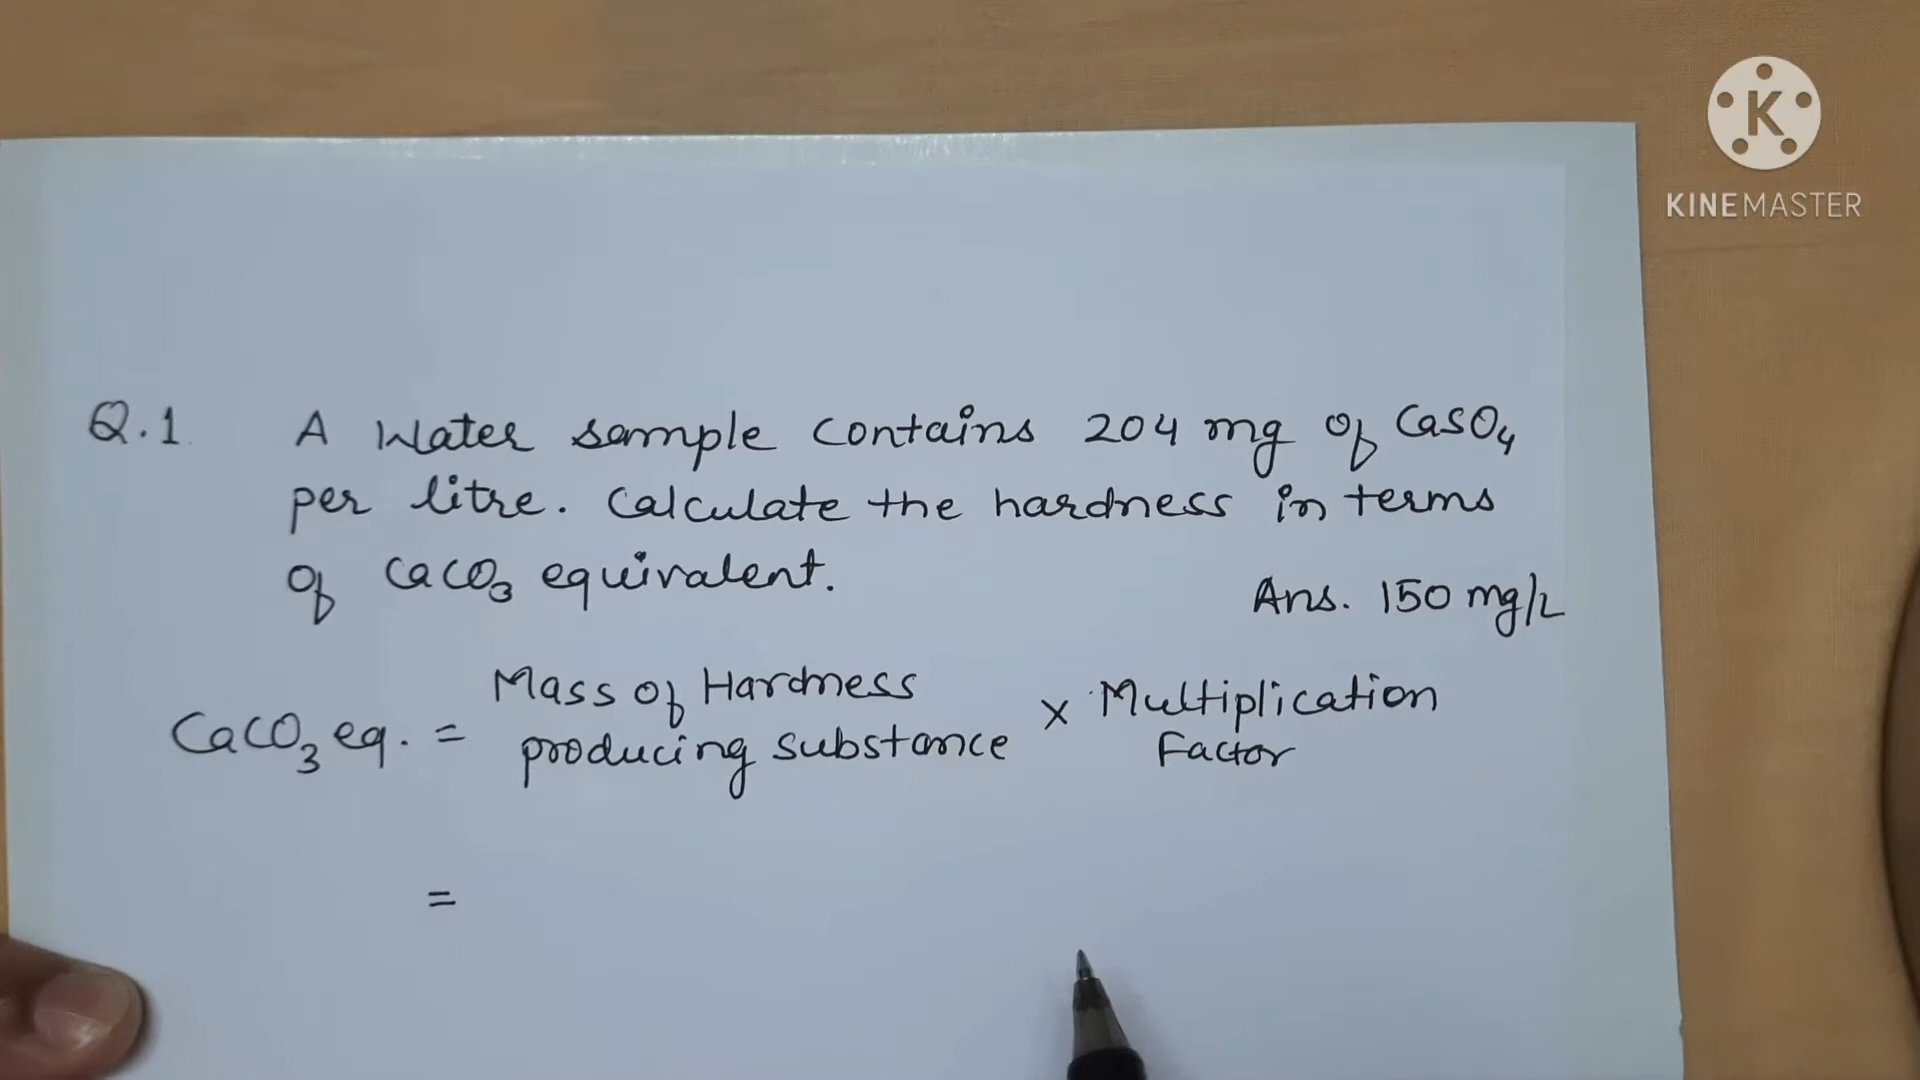 K
KINEMASTER
Q.1. A Water sample contains 204 mg of CaSO4
per litre. Calculate the hardness in terms
of CaCO3 equivalent.
Ans. 150 mg/L
CaCO3 eq. = Mass of Hardness
producing substance × Multiplication
Factor
=